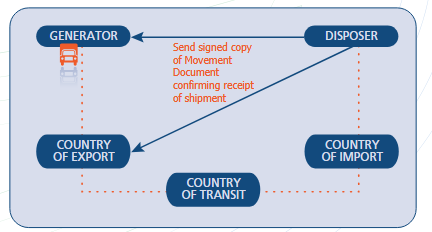 GENERATOR
DISPOSER
Send signed copy
of Movement
Document
confirming receipt
of shipment
COUNTRY
OF EXPORT
COUNTRY
OF IMPORT
COUNTRY
OF TRANSIT